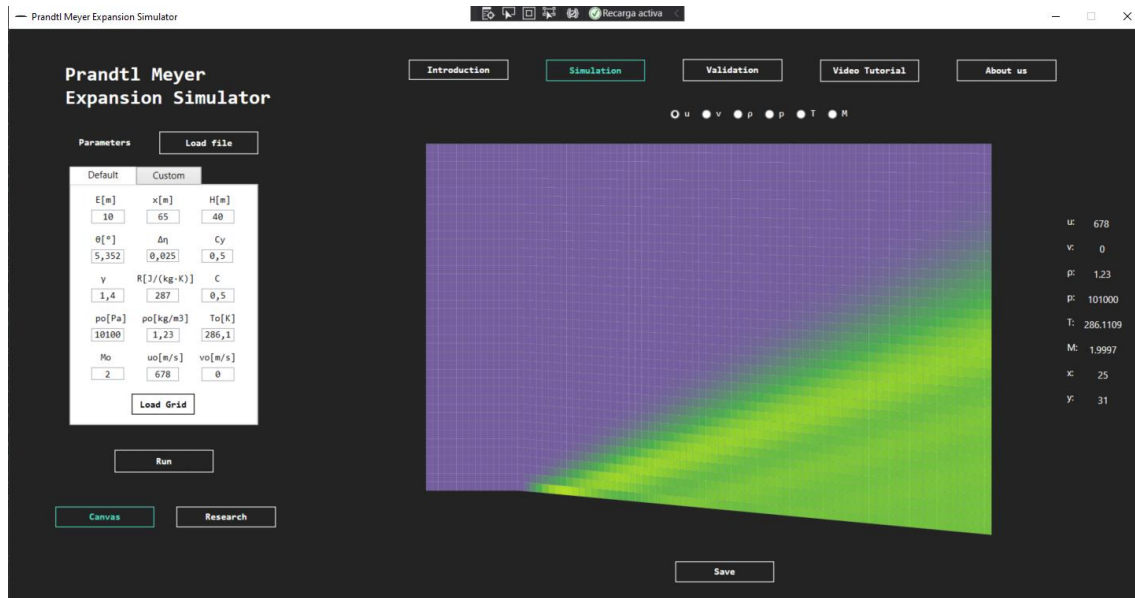 Prandtl Meyer Expansion Simulator
Recarga activa
Prandtl Meyer
Expansion Simulator
Introduction Simulation Validation Video Tutorial About us
u v ρ p T M
Parameters Load file
Default Custom
E[m] x[m] H[m]
10 65 40
θ[°] Δη Cy
5,352 0,025 0,5
γ R[J/(kg·K)] C
1,4 287 0,5
po[Pa] ρo[kg/m3] To[K]
10100 1,23 286,1
Mo uo[m/s] vo[m/s]
2 678 0
Load Grid
Run
Canvas Research
u: 678
v: 0
ρ: 1.23
p: 101000
T: 286.1109
M: 1.9997
x: 25
y: 31
Save